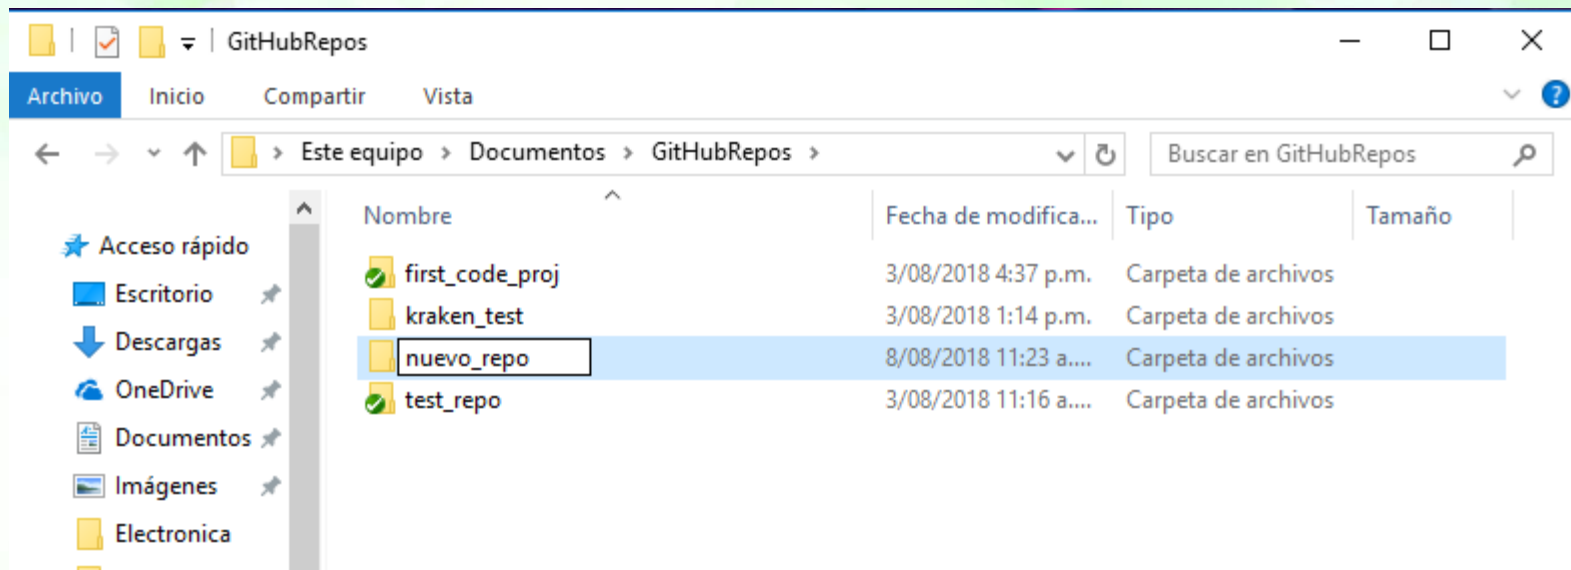 GitHubRepos
Archivo Inicio Compartir Vista
Este equipo > Documentos > GitHubRepos > Buscar en GitHubRepos
Nombre Fecha de modifica... Tipo Tamaño
Acceso rápido
Escritorio
Descargas
OneDrive
Documentos
Imágenes
Electronica
first_code_proj 3/08/2018 4:37 p.m. Carpeta de archivos
kraken_test 3/08/2018 1:14 p.m. Carpeta de archivos
nuevo_repo 8/08/2018 11:23 a.... Carpeta de archivos
test_repo 3/08/2018 11:16 a.... Carpeta de archivos